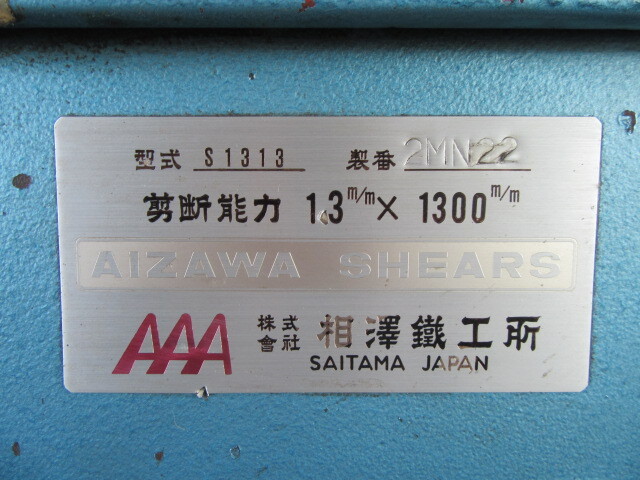 型式 S1313 製番 2MN22
剪断能力 1.3m/m × 1300m/m
AIZAWA SHEARS
AAA 株式會社 相澤鐵工所
SAITAMA JAPAN